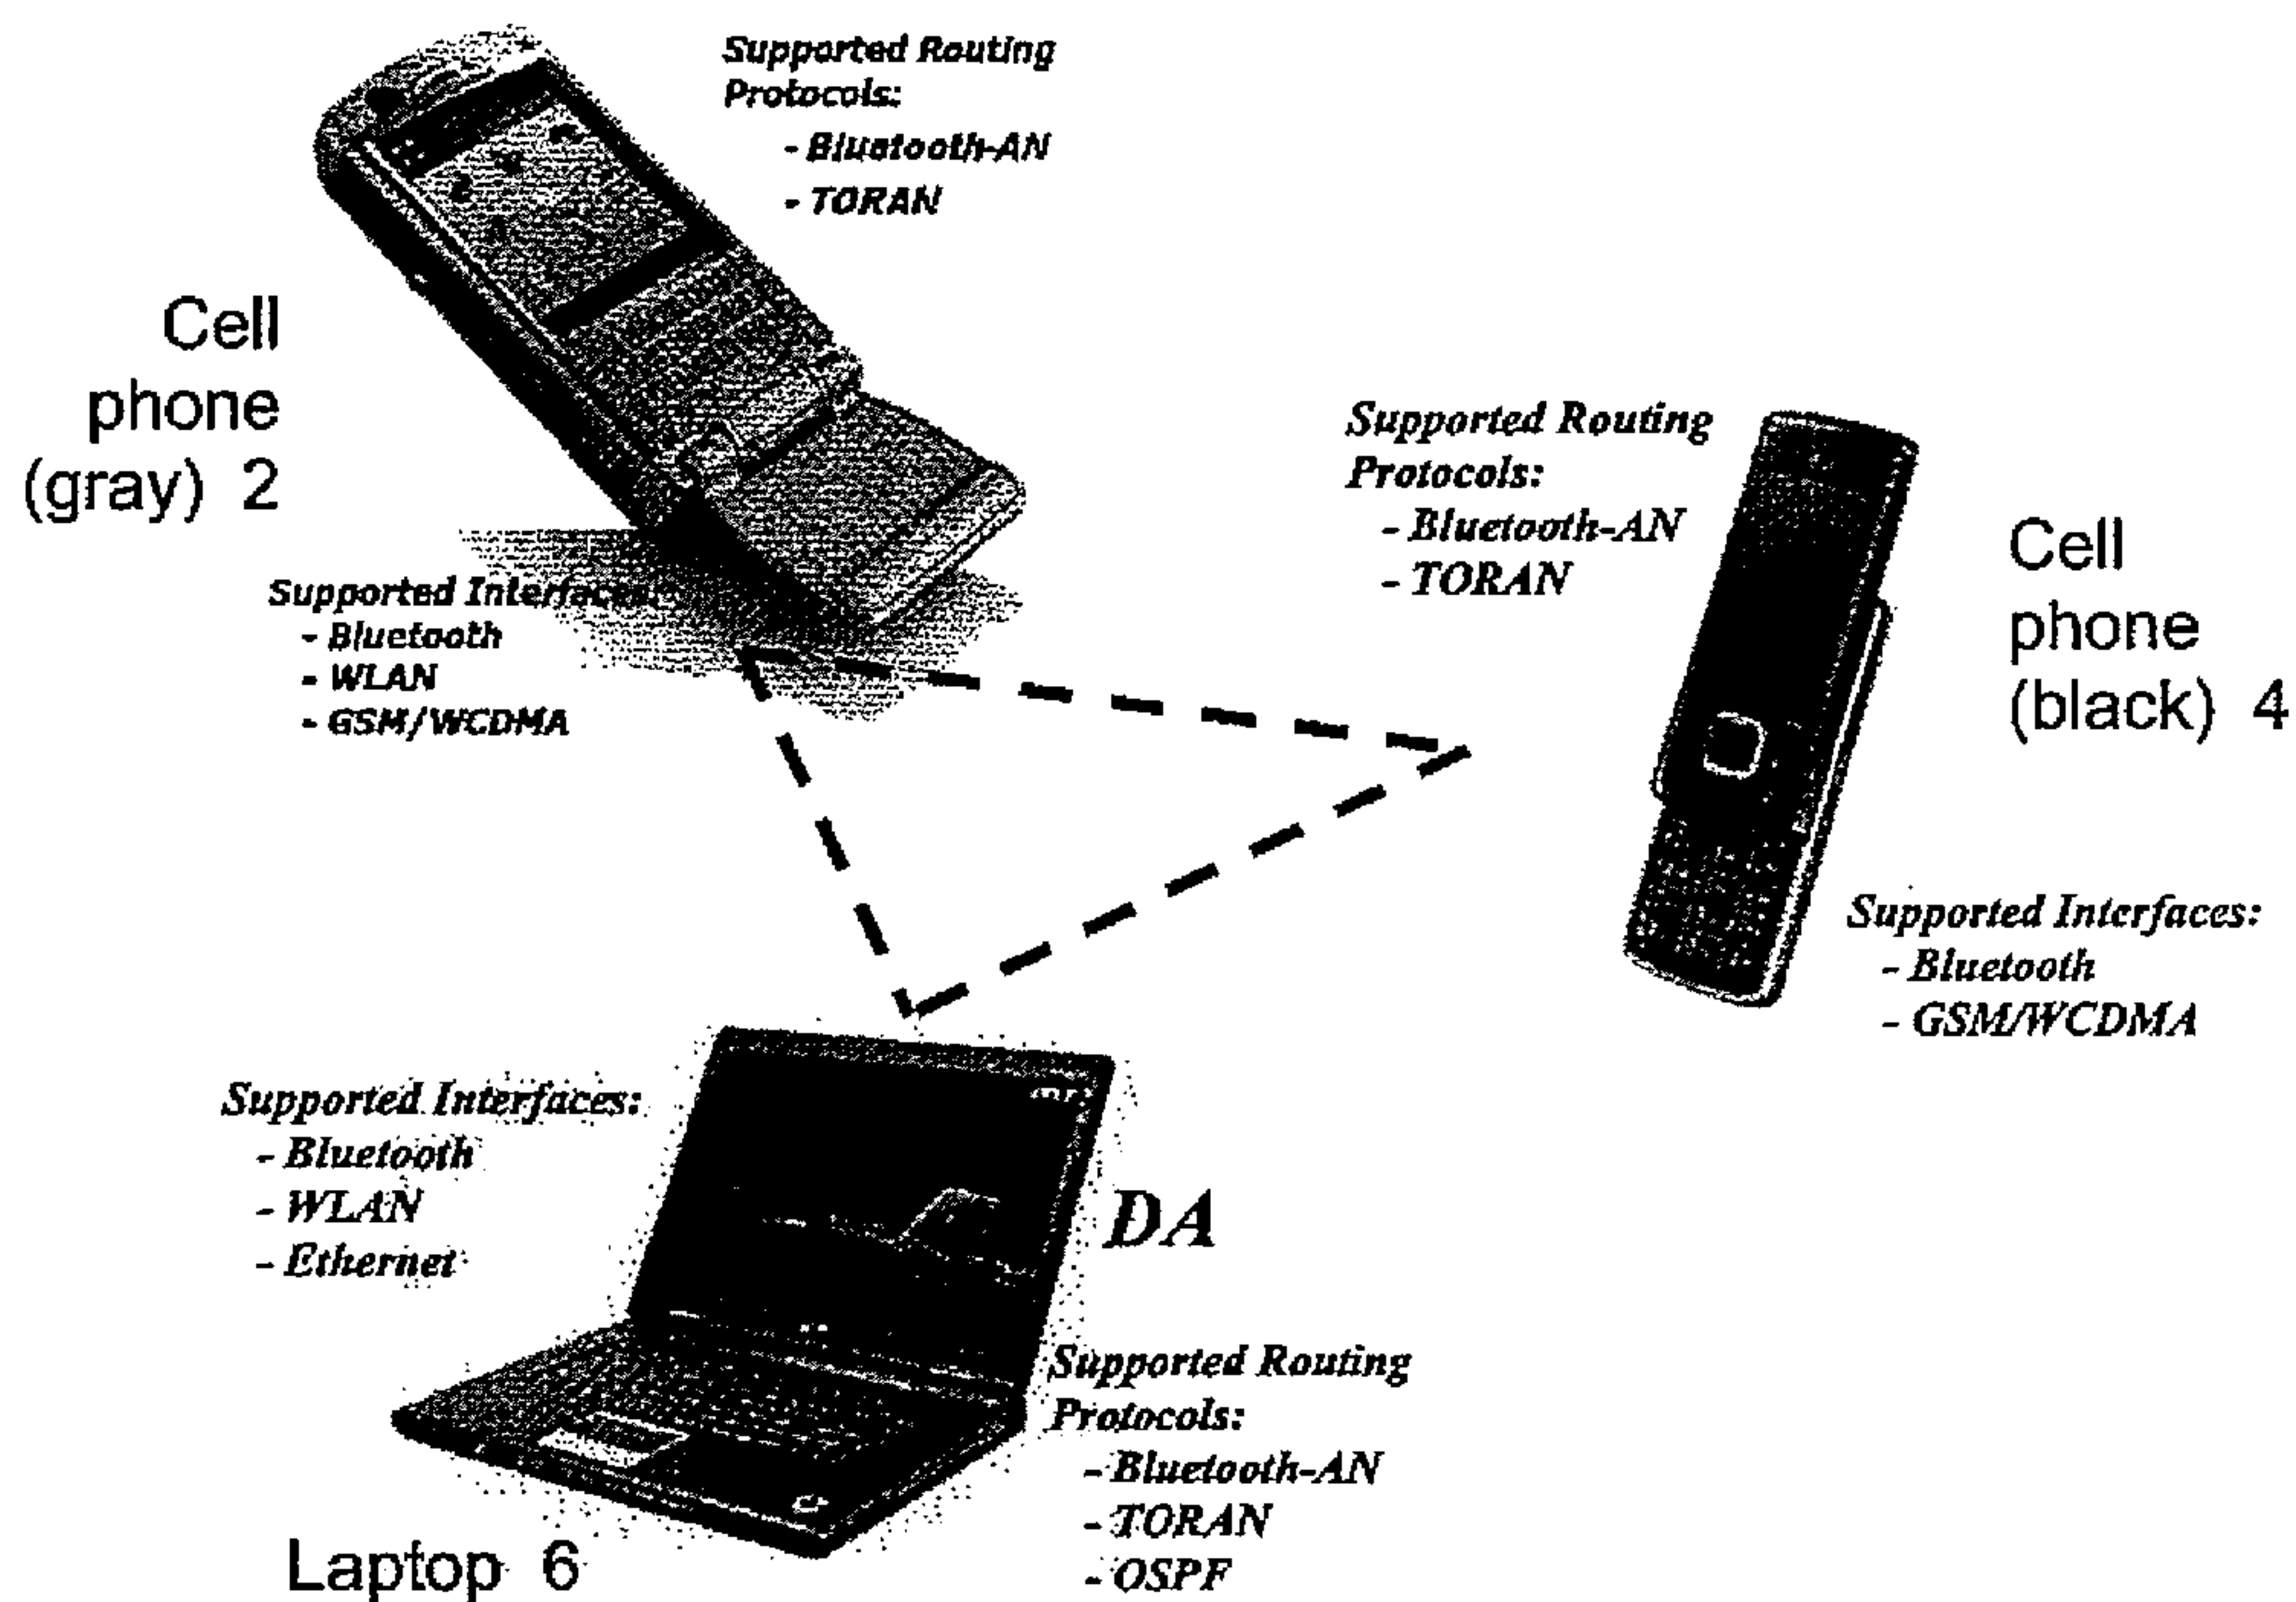 Supported Routing
Protocols:
- Bluetooth-AN
- TORAN
Cell
phone
(gray) 2
Supported Interfaces:
- Bluetooth
- WLAN
- GSM/WCDMA
Supported Routing
Protocols:
- Bluetooth-AN
- TORAN
Cell
phone
(black) 4
Supported Interfaces:
- Bluetooth
- GSM/WCDMA
Supported Interfaces:
- Bluetooth
- WLAN
- Ethernet
DA
Supported Routing
Protocols:
- Bluetooth-AN
- TORAN
- OSPF
Laptop 6